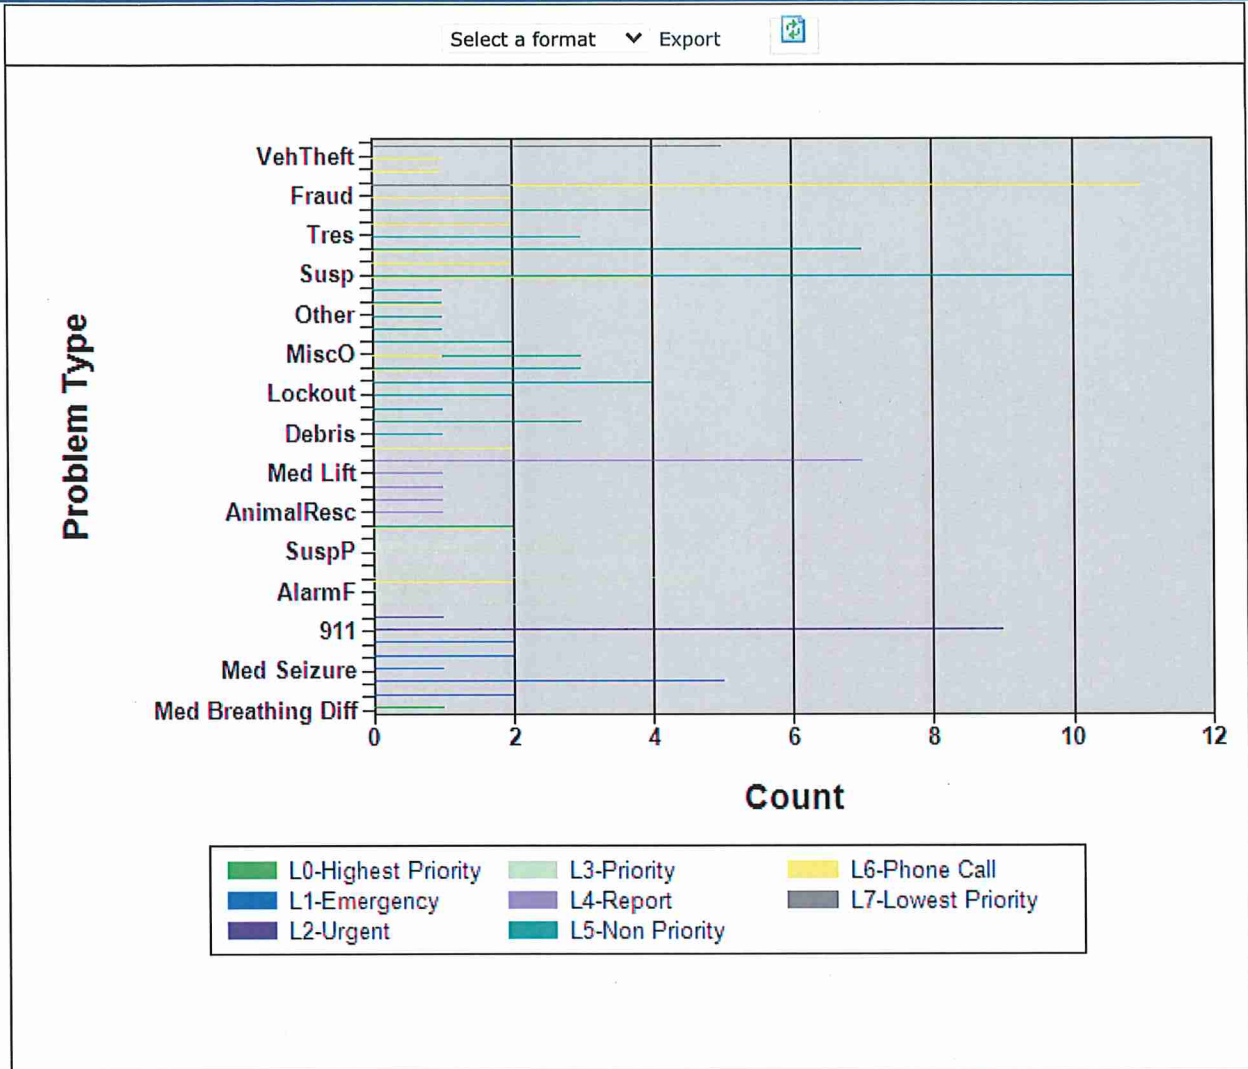 Select a format Export
VehTheft
Fraud
Tres
Susp
Other
MiscO
Lockout
Debris
Med Lift
AnimalResc
SuspP
AlarmF
911
Med Seizure
Med Breathing Diff
Problem Type
0 2 4 6 8 10 12
Count
L0-Highest Priority L3-Priority L6-Phone Call
L1-Emergency L4-Report L7-Lowest Priority
L2-Urgent L5-Non Priority